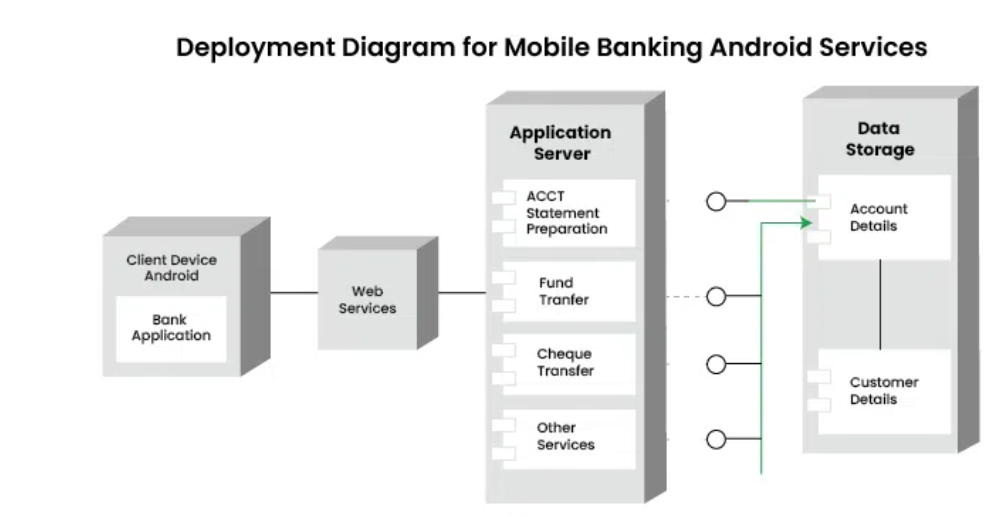 Deployment Diagram for Mobile Banking Android Services
Client Device
Android
Bank
Application
Web
Services
Application
Server
ACCT
Statement
Preparation
Fund
Tranfer
Cheque
Transfer
Other
Services
Data
Storage
Account
Details
Customer
Details